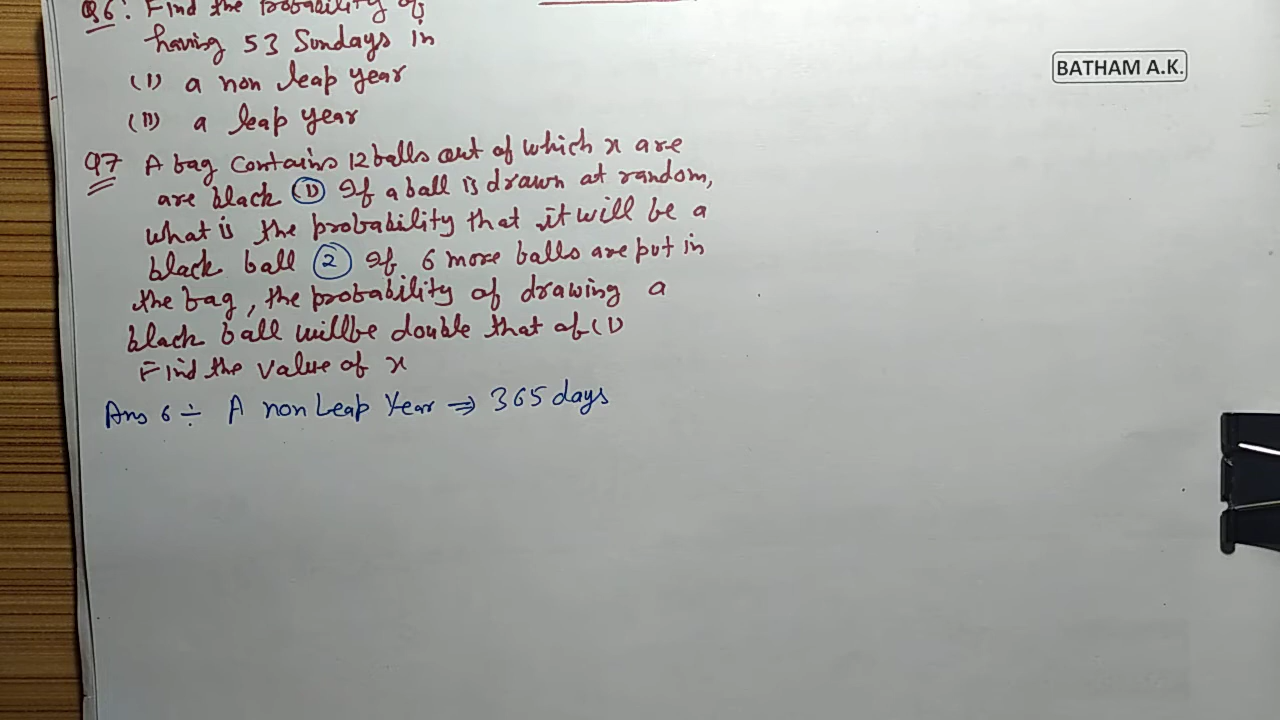 Q6: Find the Probability of
having 53 Sundays in
(I) a non leap year
(II) a leap year
Q7 A bag contains 12 balls out of which x are
are black (1) If a ball is drawn at random,
what is the probability that it will be a
black ball (2) If 6 more balls are put in
the bag, the probability of drawing a
black ball will be double that of (1)
Find the value of x
Ans 6 ÷ A non Leap Year ⇒ 365 days
BATHAM A.K.